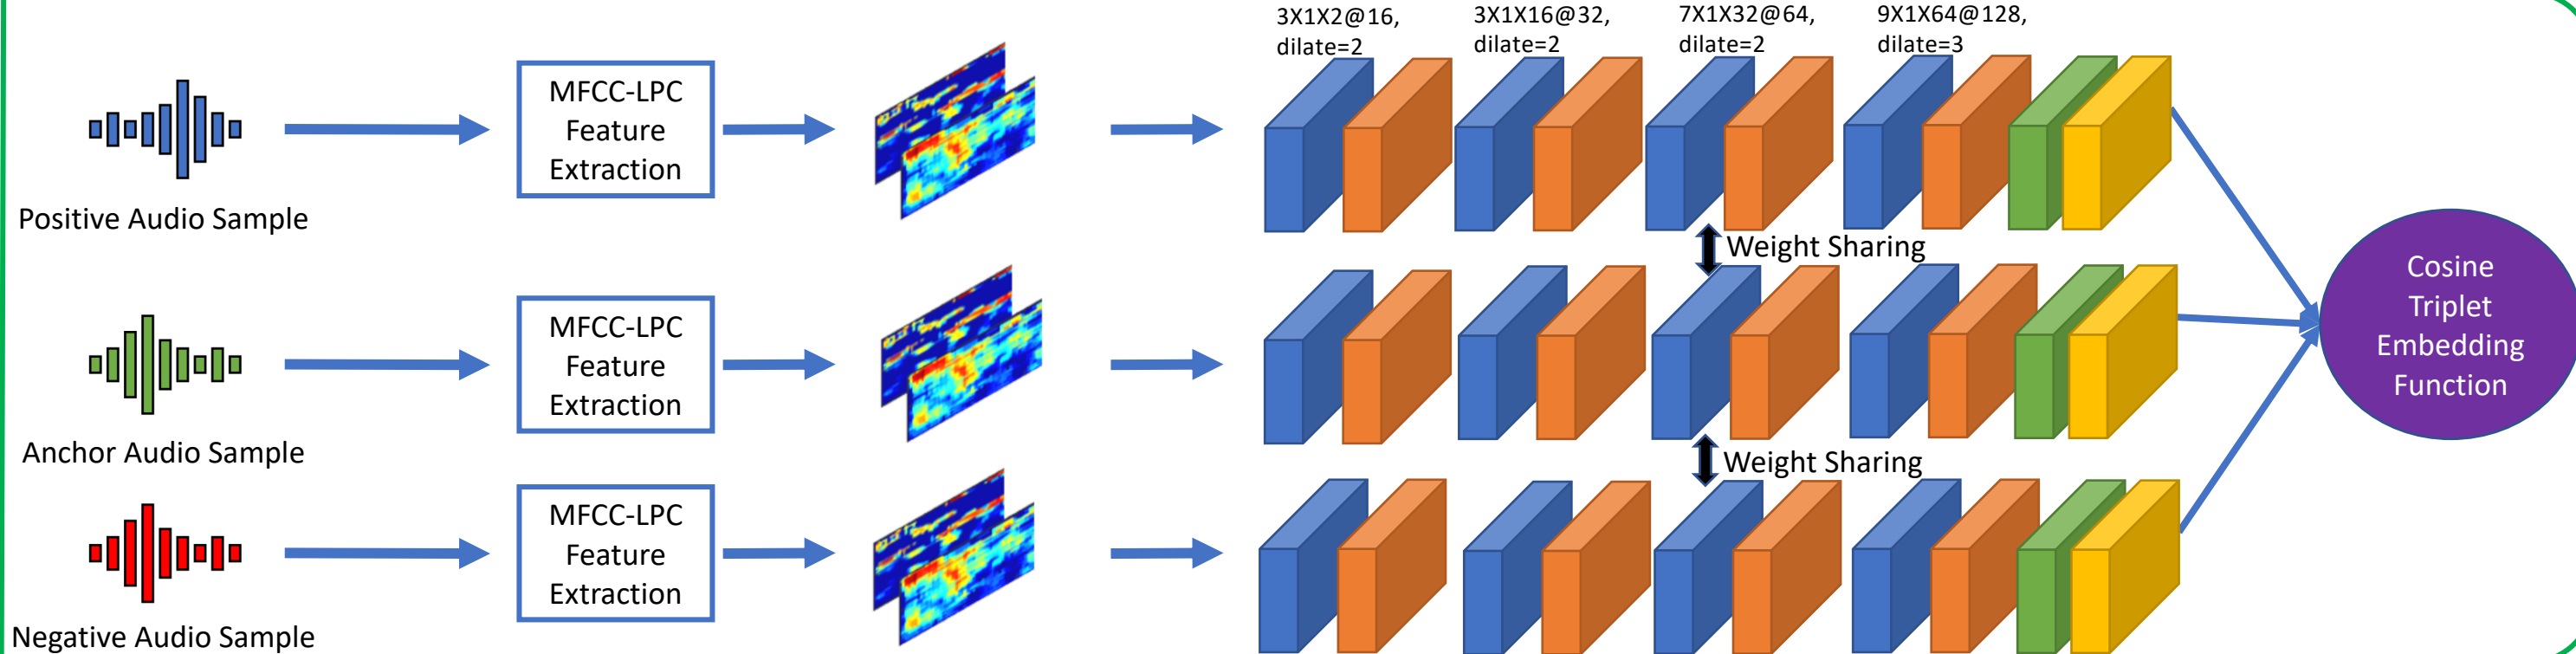 3X1X2@16,
dilate=2
3X1X16@32,
dilate=2
7X1X32@64,
dilate=2
9X1X64@128,
dilate=3
MFCC-LPC
Feature
Extraction
Positive Audio Sample
Weight Sharing
Cosine
Triplet
Embedding
Function
MFCC-LPC
Feature
Extraction
Anchor Audio Sample
Weight Sharing
MFCC-LPC
Feature
Extraction
Negative Audio Sample